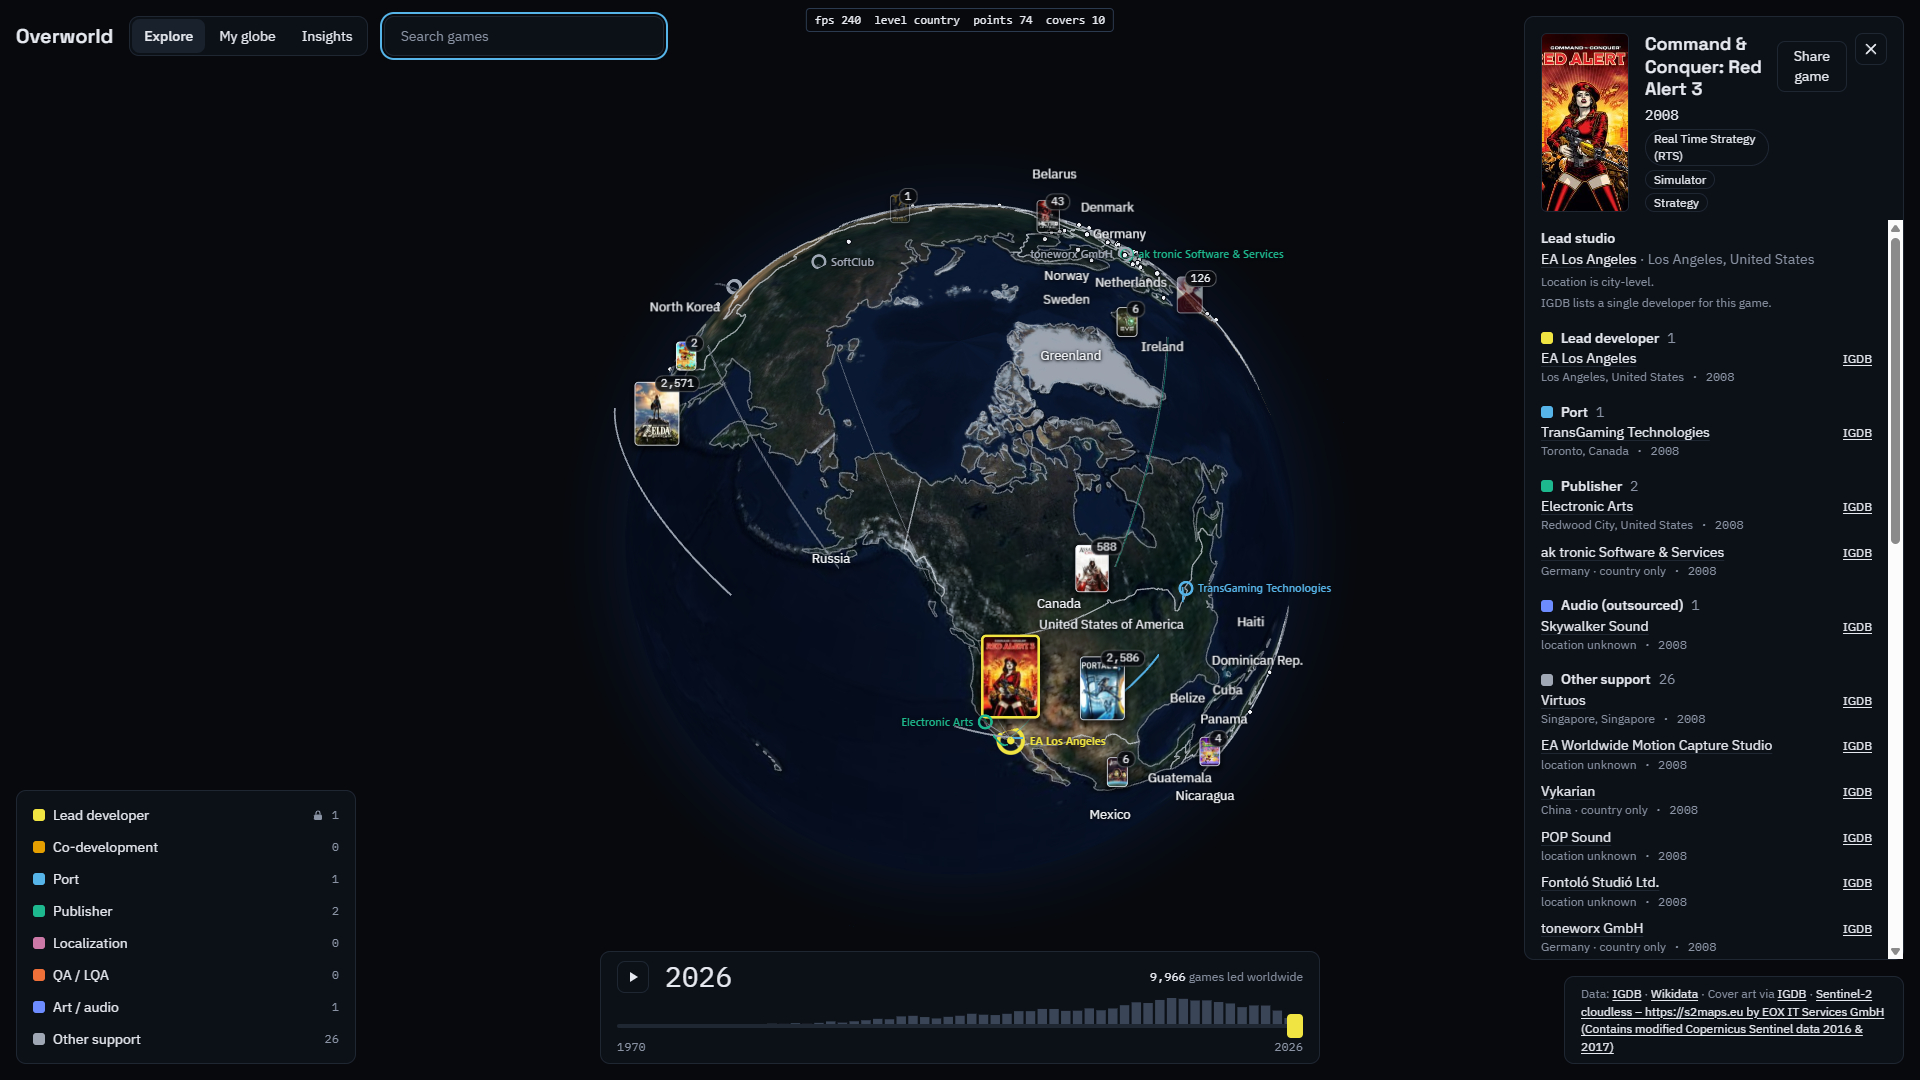 Overworld
Explore
My globe
Insights
Search games
fps 240 level country points 74 covers 10
COMMAND & CONQUER
RED ALERT
Command &
Conquer: Red
Alert 3
Share
game
2008
Real Time Strategy
(RTS)
Simulator
Strategy
Lead studio
EA Los Angeles · Los Angeles, United States
Location is city-level.
IGDB lists a single developer for this game.
Lead developer 1
EA Los Angeles IGDB
Los Angeles, United States · 2008
Port 1
TransGaming Technologies IGDB
Toronto, Canada · 2008
Publisher 2
Electronic Arts IGDB
Redwood City, United States · 2008
ak tronic Software & Services IGDB
Germany · country only · 2008
Audio (outsourced) 1
Skywalker Sound IGDB
location unknown · 2008
Other support 26
Virtuos IGDB
Singapore, Singapore · 2008
EA Worldwide Motion Capture Studio IGDB
location unknown · 2008
Vykarian IGDB
China · country only · 2008
POP Sound IGDB
location unknown · 2008
Fontoló Studió Ltd. IGDB
location unknown · 2008
toneworx GmbH IGDB
Germany · country only · 2008
Belarus
1
43
Denmark
Germany
toneworx GmbH
ak tronic Software & Services
SoftClub
Norway
Netherlands
126
Sweden
North Korea
6
EVE
Ireland
2
Greenland
2,571
ZELDA
588
Russia
TransGaming Technologies
Canada
United States of America
Haiti
RED ALERT 3
2,586
PORTAL 2
Dominican Rep.
Belize
Cuba
Electronic Arts
Panama
EA Los Angeles
4
6
Guatemala
Nicaragua
Mexico
Lead developer 1
Co-development 0
Port 1
Publisher 2
Localization 0
QA / LQA 0
Art / audio 1
Other support 26
2026
9,966 games led worldwide
1970
2026
Data: IGDB · Wikidata · Cover art via IGDB · Sentinel-2
cloudless – https://s2maps.eu by EOX IT Services GmbH
(Contains modified Copernicus Sentinel data 2016 &
2017)